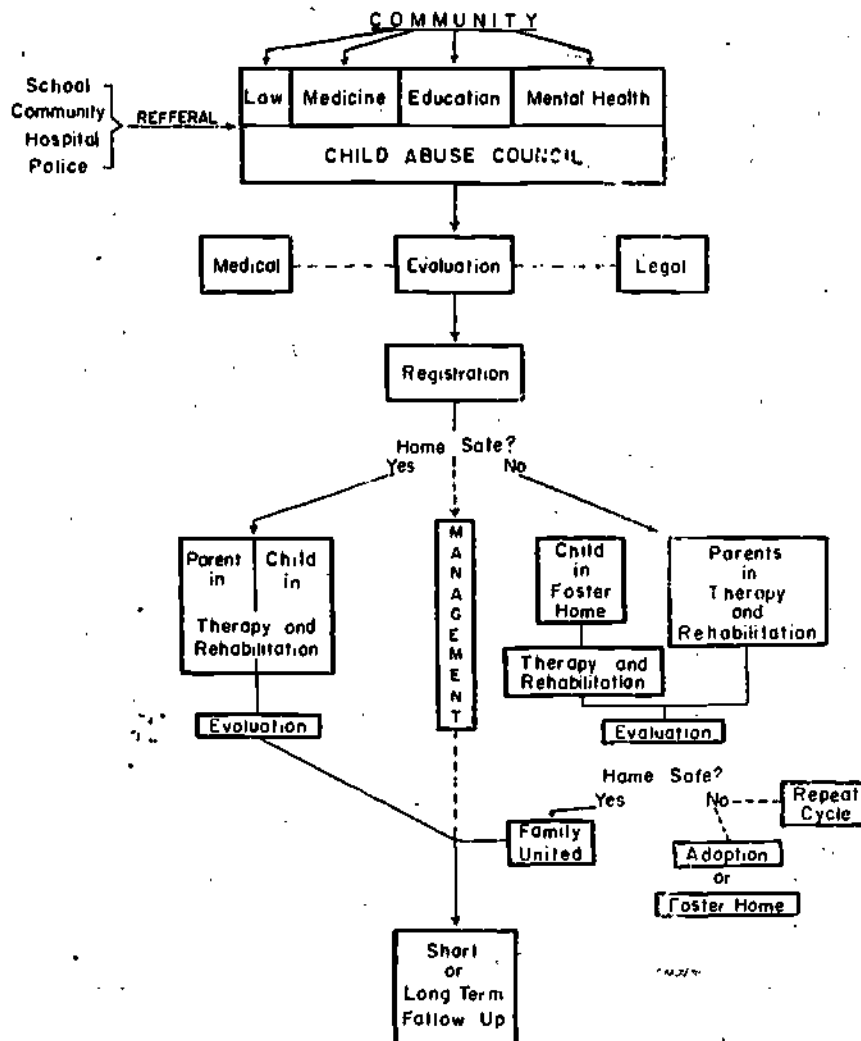 COMMUNITY
School
Community
Hospital
Police
REFFERAL
Law Medicine Education Mental Health
CHILD ABUSE COUNCIL
Medical Evaluation Legal
Registration
Home Safe?
Yes No
Parent in
Child in
Therapy and
Rehabilitation
Evaluation
MANAGEMENT
Child
in
Foster
Home
Therapy and
Rehabilitation
Parents
in
Therapy
and
Rehabilitation
Evaluation
Home Safe?
Yes No
Repeat
Cycle
Family
United
Adoption
or
Foster Home
Short
or
Long Term
Follow Up